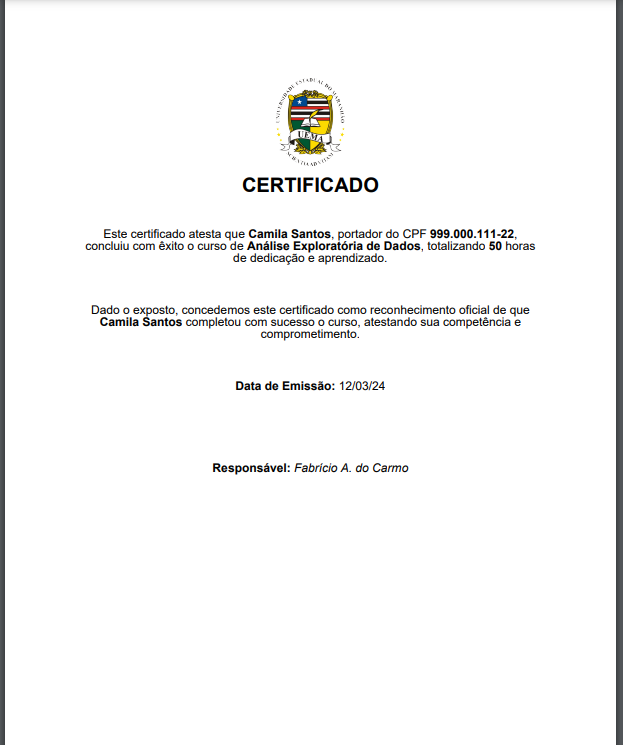 UNIVERSIDADE ESTADUAL DO MARANHÃO
UEMA
CERTIFICADO
Este certificado atesta que Camila Santos, portador do CPF 999.000.111-22,
concluiu com êxito o curso de Análise Exploratória de Dados, totalizando 50 horas
de dedicação e aprendizado.
Dado o exposto, concedemos este certificado como reconhecimento oficial de que
Camila Santos completou com sucesso o curso, atestando sua competência e
comprometimento.
Data de Emissão: 12/03/24
Responsável: Fabrício A. do Carmo